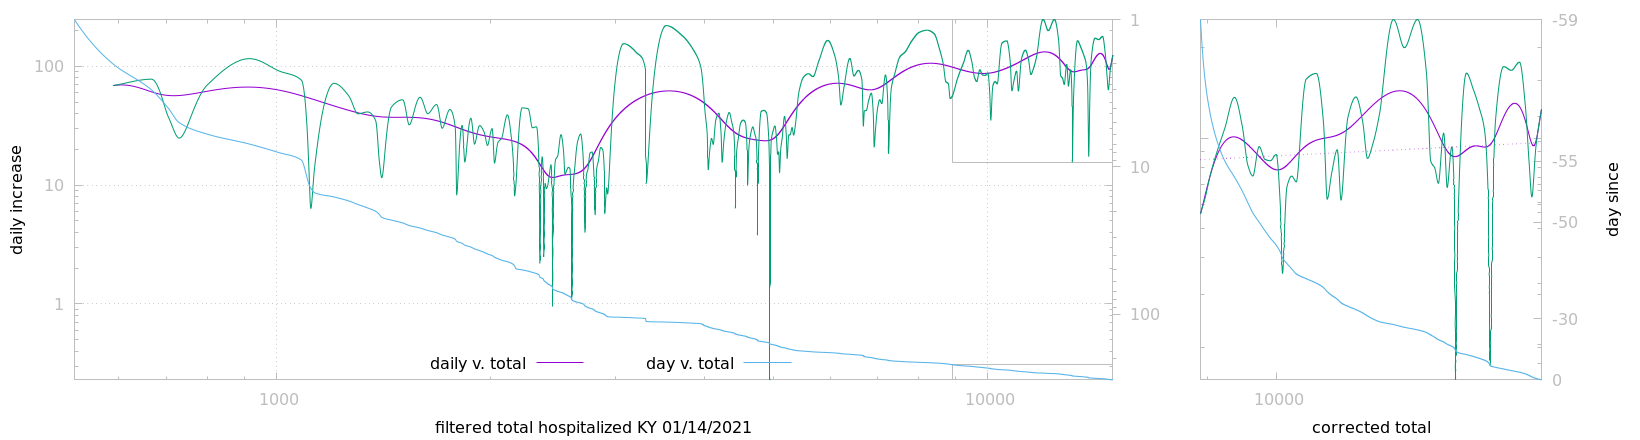 100
10
1
daily increase
1000
10000
1
10
100
daily v. total
day v. total
filtered total hospitalized KY 01/14/2021
-59
-55
-50
-30
0
day since
10000
corrected total